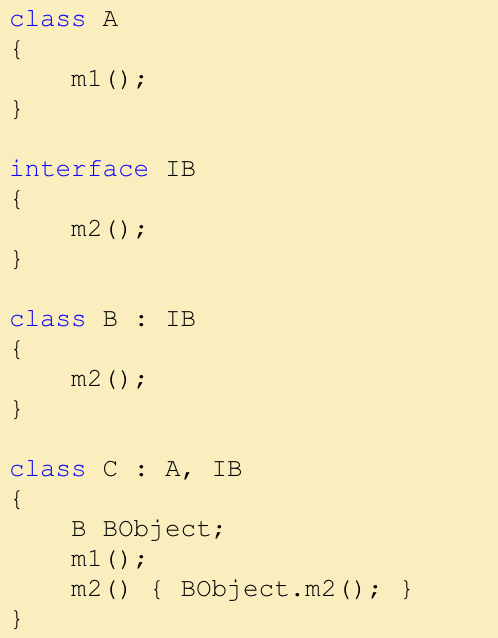 class A
{
    m1();
}

interface IB
{
    m2();
}

class B : IB
{
    m2();
}

class C : A, IB
{
    B BObject;
    m1();
    m2() { BObject.m2(); }
}